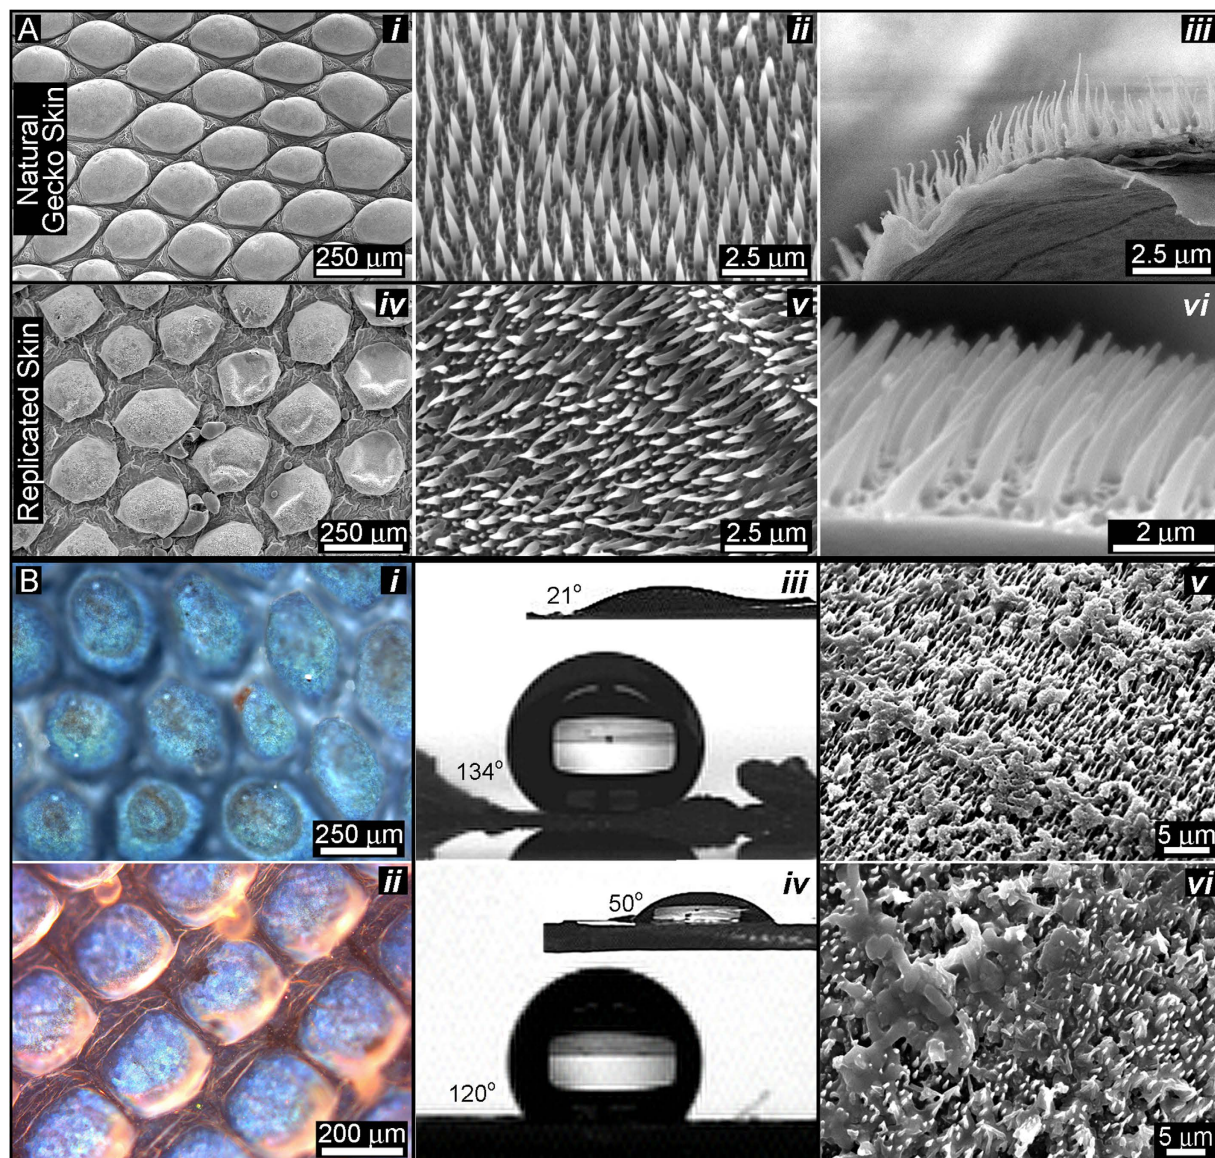 A
i
ii
iii
Natural
Gecko Skin
250 µm
2.5 µm
2.5 µm
iv
v
vi
Replicated Skin
250 µm
2.5 µm
2 µm
B
i
iii
v
21°
134°
250 µm
5 µm
ii
iv
vi
50°
120°
200 µm
5 µm